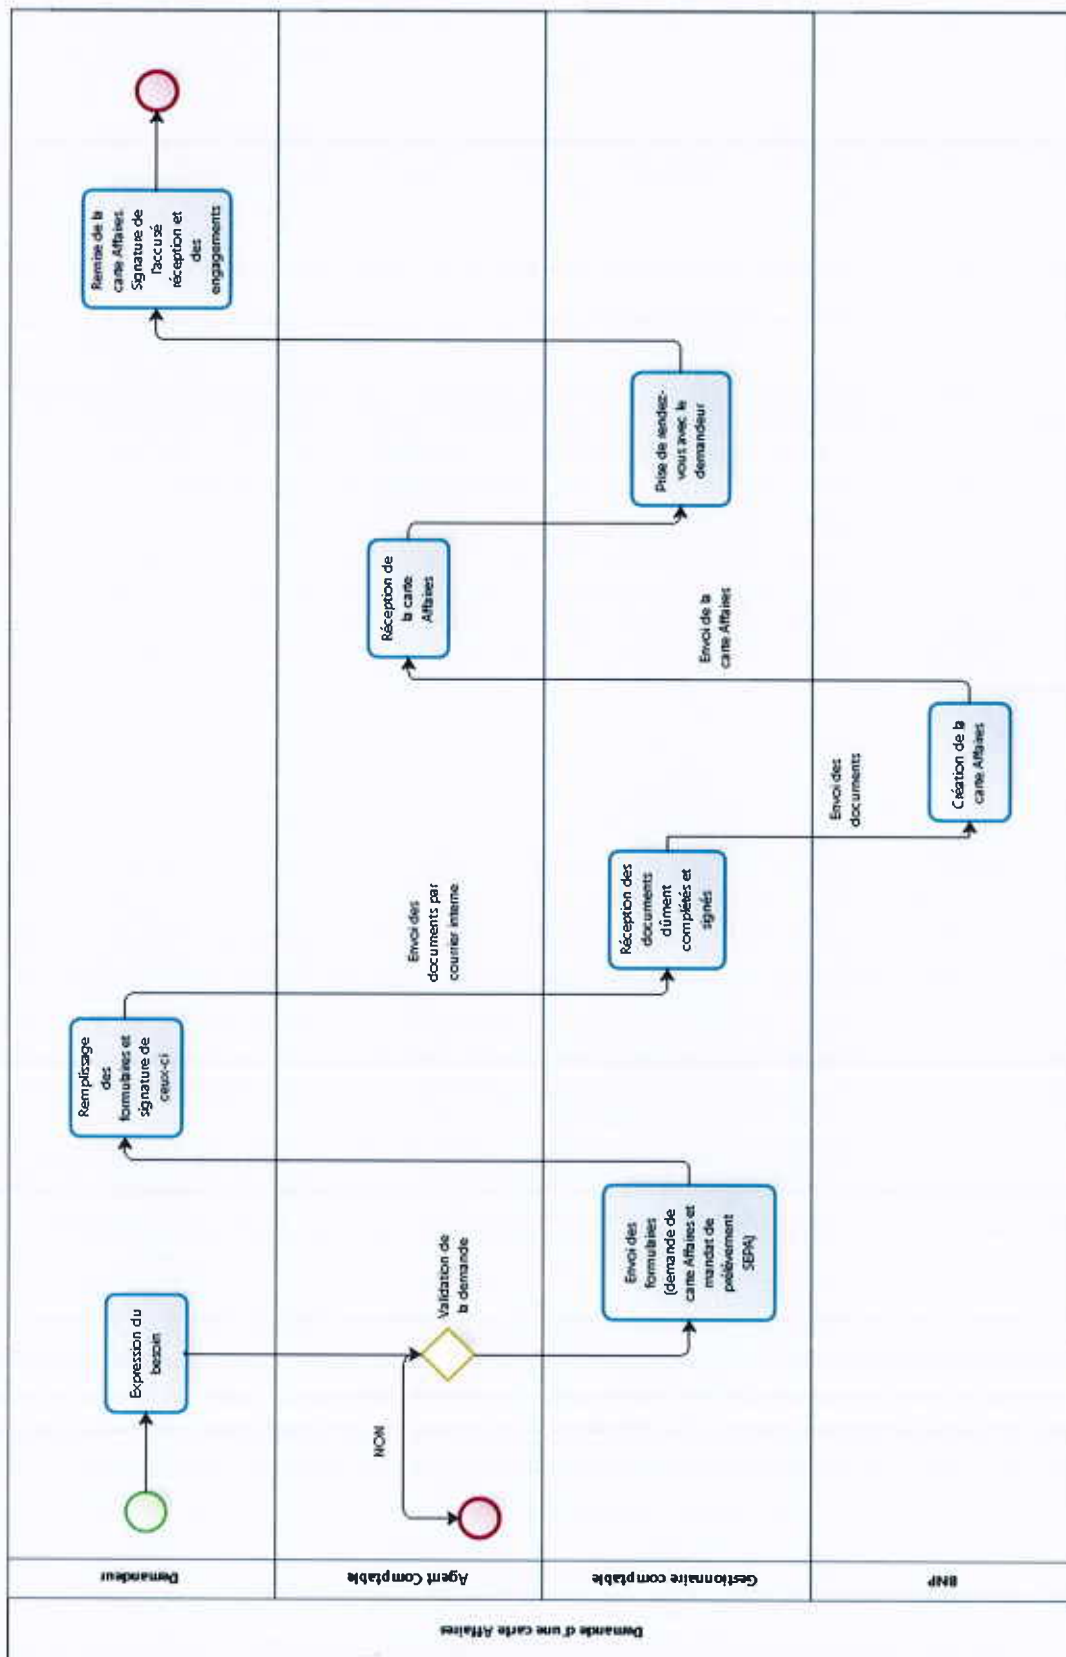 Demande d'une carte Affaires
Demandeur
Agent Comptable
Gestionnaire comptable
BNP
Expression du
besoin
NON
Validation de
la demande
Envoi des
formulaires
(demande de
carte Affaires et
mandat de
prélèvement
SEPA)
Remplissage
des
formulaires et
signature de
ceux-ci
Envoi des
documents par
courrier interne
Réception des
documents
dûment
complétés et
signés
Envoi des
documents
Création de la
carte Affaires
Envoi de la
carte Affaires
Réception de
la carte
Affaires
Prise de rendez-
vous avec le
demandeur
Remise de la
carte Affaires.
Signature de
l'accusé
réception et
des
engagements